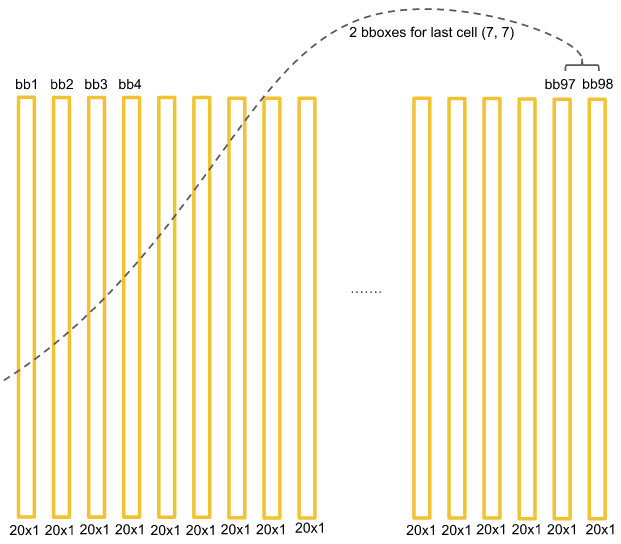 2 bboxes for last cell (7, 7)
bb1 bb2 bb3 bb4 bb97 bb98
.......
20x1 20x1 20x1 20x1 20x1 20x1 20x1 20x1 20x1 20x1 20x1 20x1 20x1 20x1 20x1